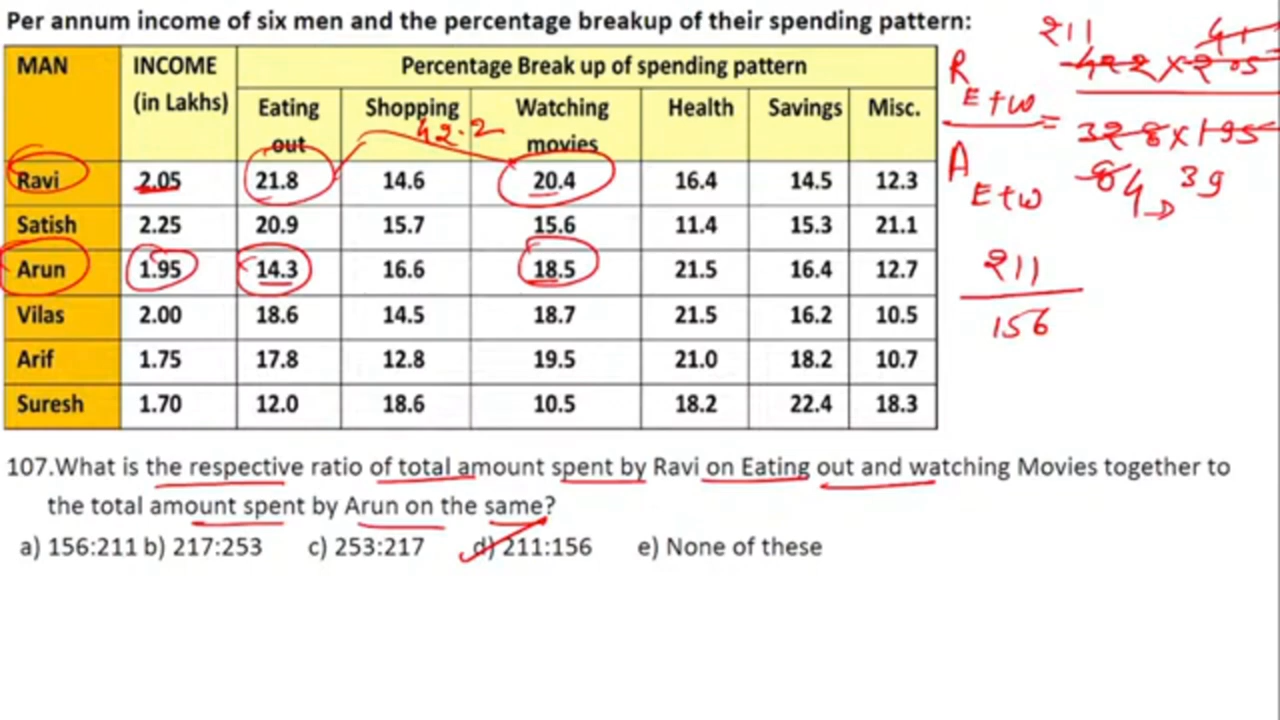 Per annum income of six men and the percentage breakup of their spending pattern:
MAN INCOME (in Lakhs) Percentage Break up of spending pattern
Eating out Shopping Watching movies Health Savings Misc.
42.2
Ravi 2.05 21.8 14.6 20.4 16.4 14.5 12.3
Satish 2.25 20.9 15.7 15.6 11.4 15.3 21.1
Arun 1.95 14.3 16.6 18.5 21.5 16.4 12.7
Vilas 2.00 18.6 14.5 18.7 21.5 16.2 10.5
Arif 1.75 17.8 12.8 19.5 21.0 18.2 10.7
Suresh 1.70 12.0 18.6 10.5 18.2 22.4 18.3
211 41
R E+w 422 x 205
=
A E+w 328 x 195
8 4 39
211
156
107.What is the respective ratio of total amount spent by Ravi on Eating out and watching Movies together to
the total amount spent by Arun on the same?
a) 156:211 b) 217:253 c) 253:217 d) 211:156 e) None of these